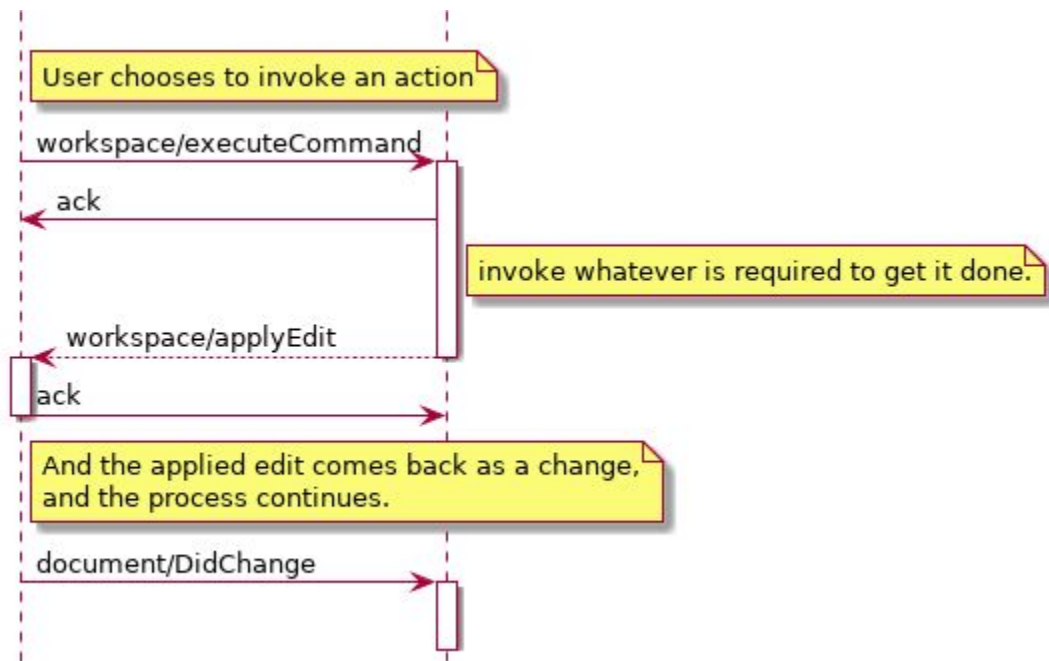 User chooses to invoke an action
workspace/executeCommand
ack
invoke whatever is required to get it done.
workspace/applyEdit
ack
And the applied edit comes back as a change,
and the process continues.
document/DidChange